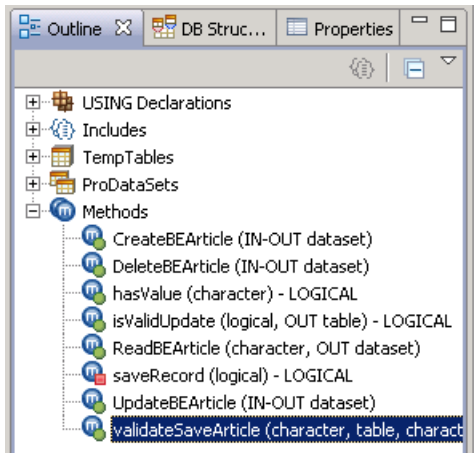 Outline DB Struc... Properties
USING Declarations
Includes
TempTables
ProDataSets
Methods
CreateBEArticle (IN-OUT dataset)
DeleteBEArticle (IN-OUT dataset)
hasValue (character) - LOGICAL
isValidUpdate (logical, OUT table) - LOGICAL
ReadBEArticle (character, OUT dataset)
saveRecord (logical) - LOGICAL
UpdateBEArticle (IN-OUT dataset)
validateSaveArticle (character, table, charact